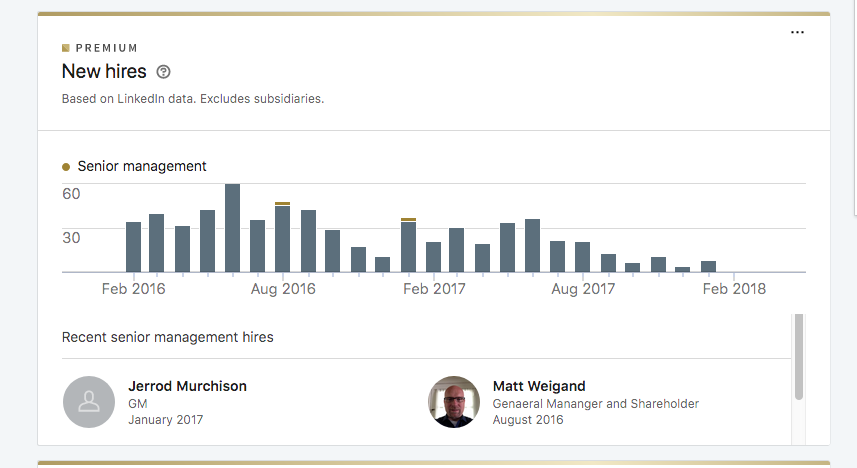 PREMIUM
New hires ?
Based on LinkedIn data. Excludes subsidiaries.
Senior management
60
30
Feb 2016 Aug 2016 Feb 2017 Aug 2017 Feb 2018
Recent senior management hires
Jerrod Murchison
GM
January 2017
Matt Weigand
Genaeral Mananger and Shareholder
August 2016